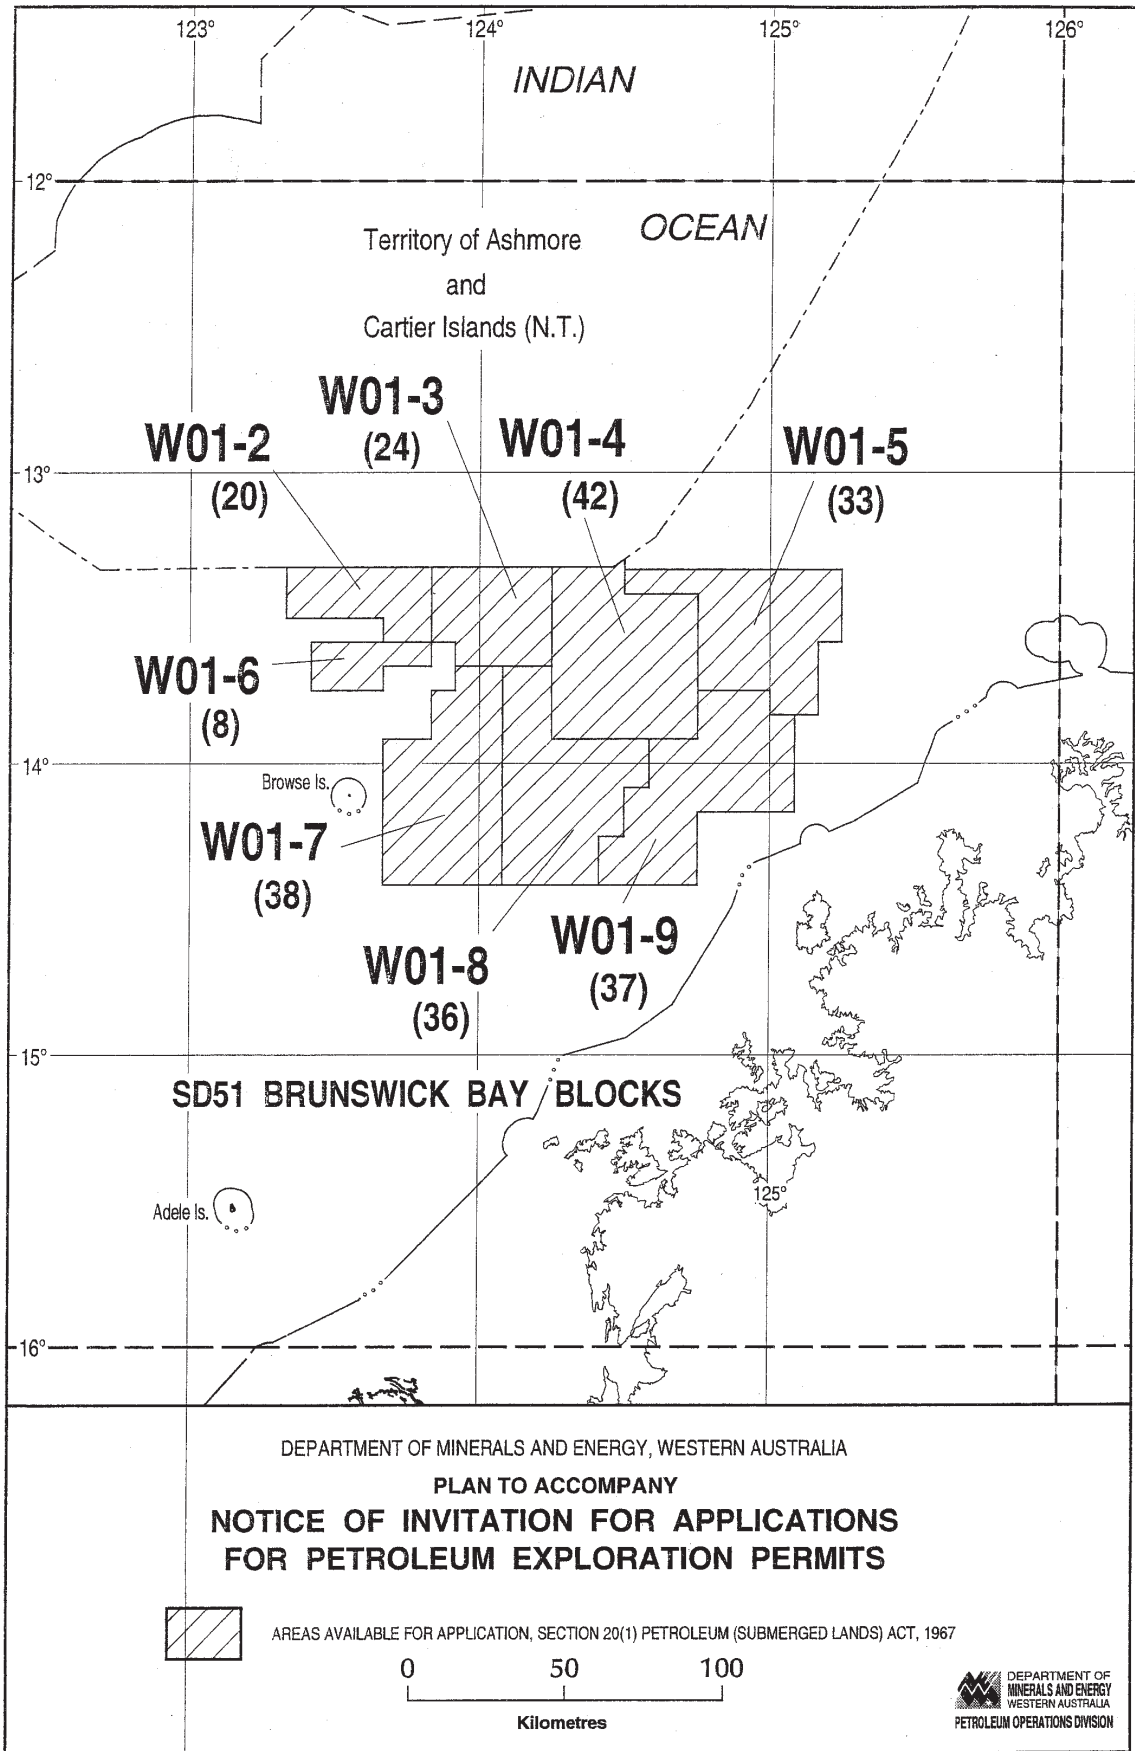 123° 124° 125° 126°
INDIAN
12°
OCEAN
Territory of Ashmore
and
Cartier Islands (N.T.)
W01-3
(24)
W01-4
(42)
W01-2
(20)
W01-5
(33)
13°
W01-6
(8)
14°
Browse Is.
W01-7
(38)
W01-9
(37)
W01-8
(36)
15°
SD51 BRUNSWICK BAY BLOCKS
125°
Adele Is.
16°
DEPARTMENT OF MINERALS AND ENERGY, WESTERN AUSTRALIA
PLAN TO ACCOMPANY
NOTICE OF INVITATION FOR APPLICATIONS
FOR PETROLEUM EXPLORATION PERMITS
AREAS AVAILABLE FOR APPLICATION, SECTION 20(1) PETROLEUM (SUBMERGED LANDS) ACT, 1967
0 50 100
Kilometres
DEPARTMENT OF
MINERALS AND ENERGY
WESTERN AUSTRALIA
PETROLEUM OPERATIONS DIVISION